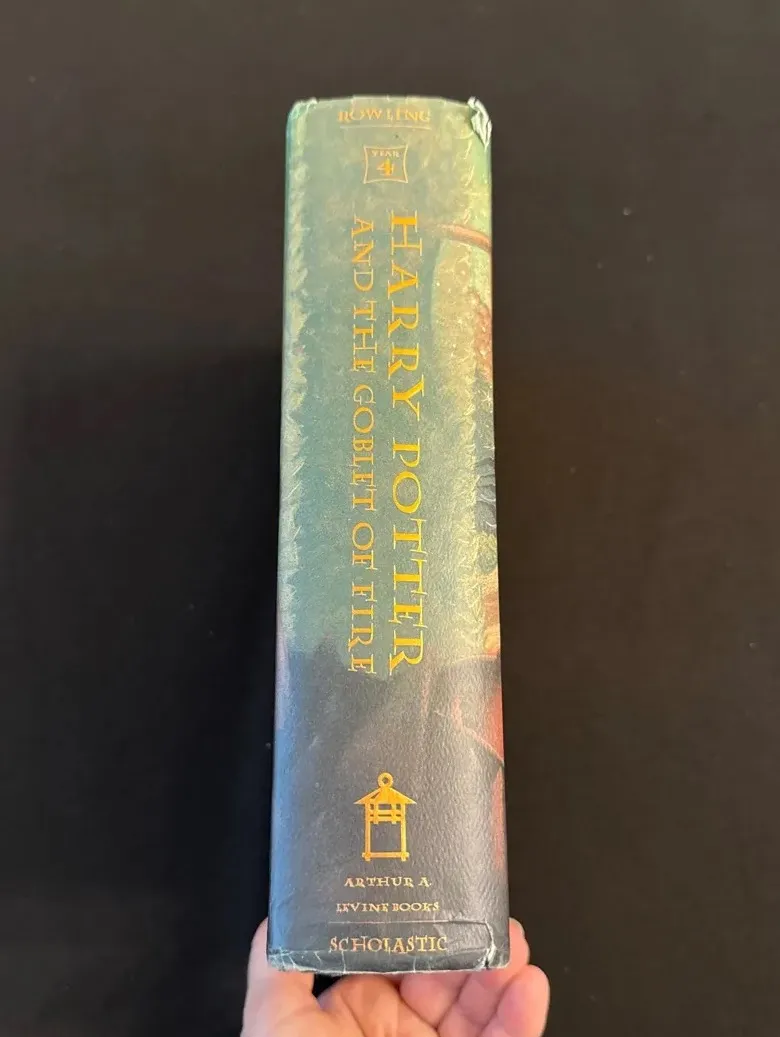 ROWLING
YEAR
4
HARRY POTTER
AND THE GOBLET OF FIRE
ARTHUR A.
LEVINE BOOKS
SCHOLASTIC